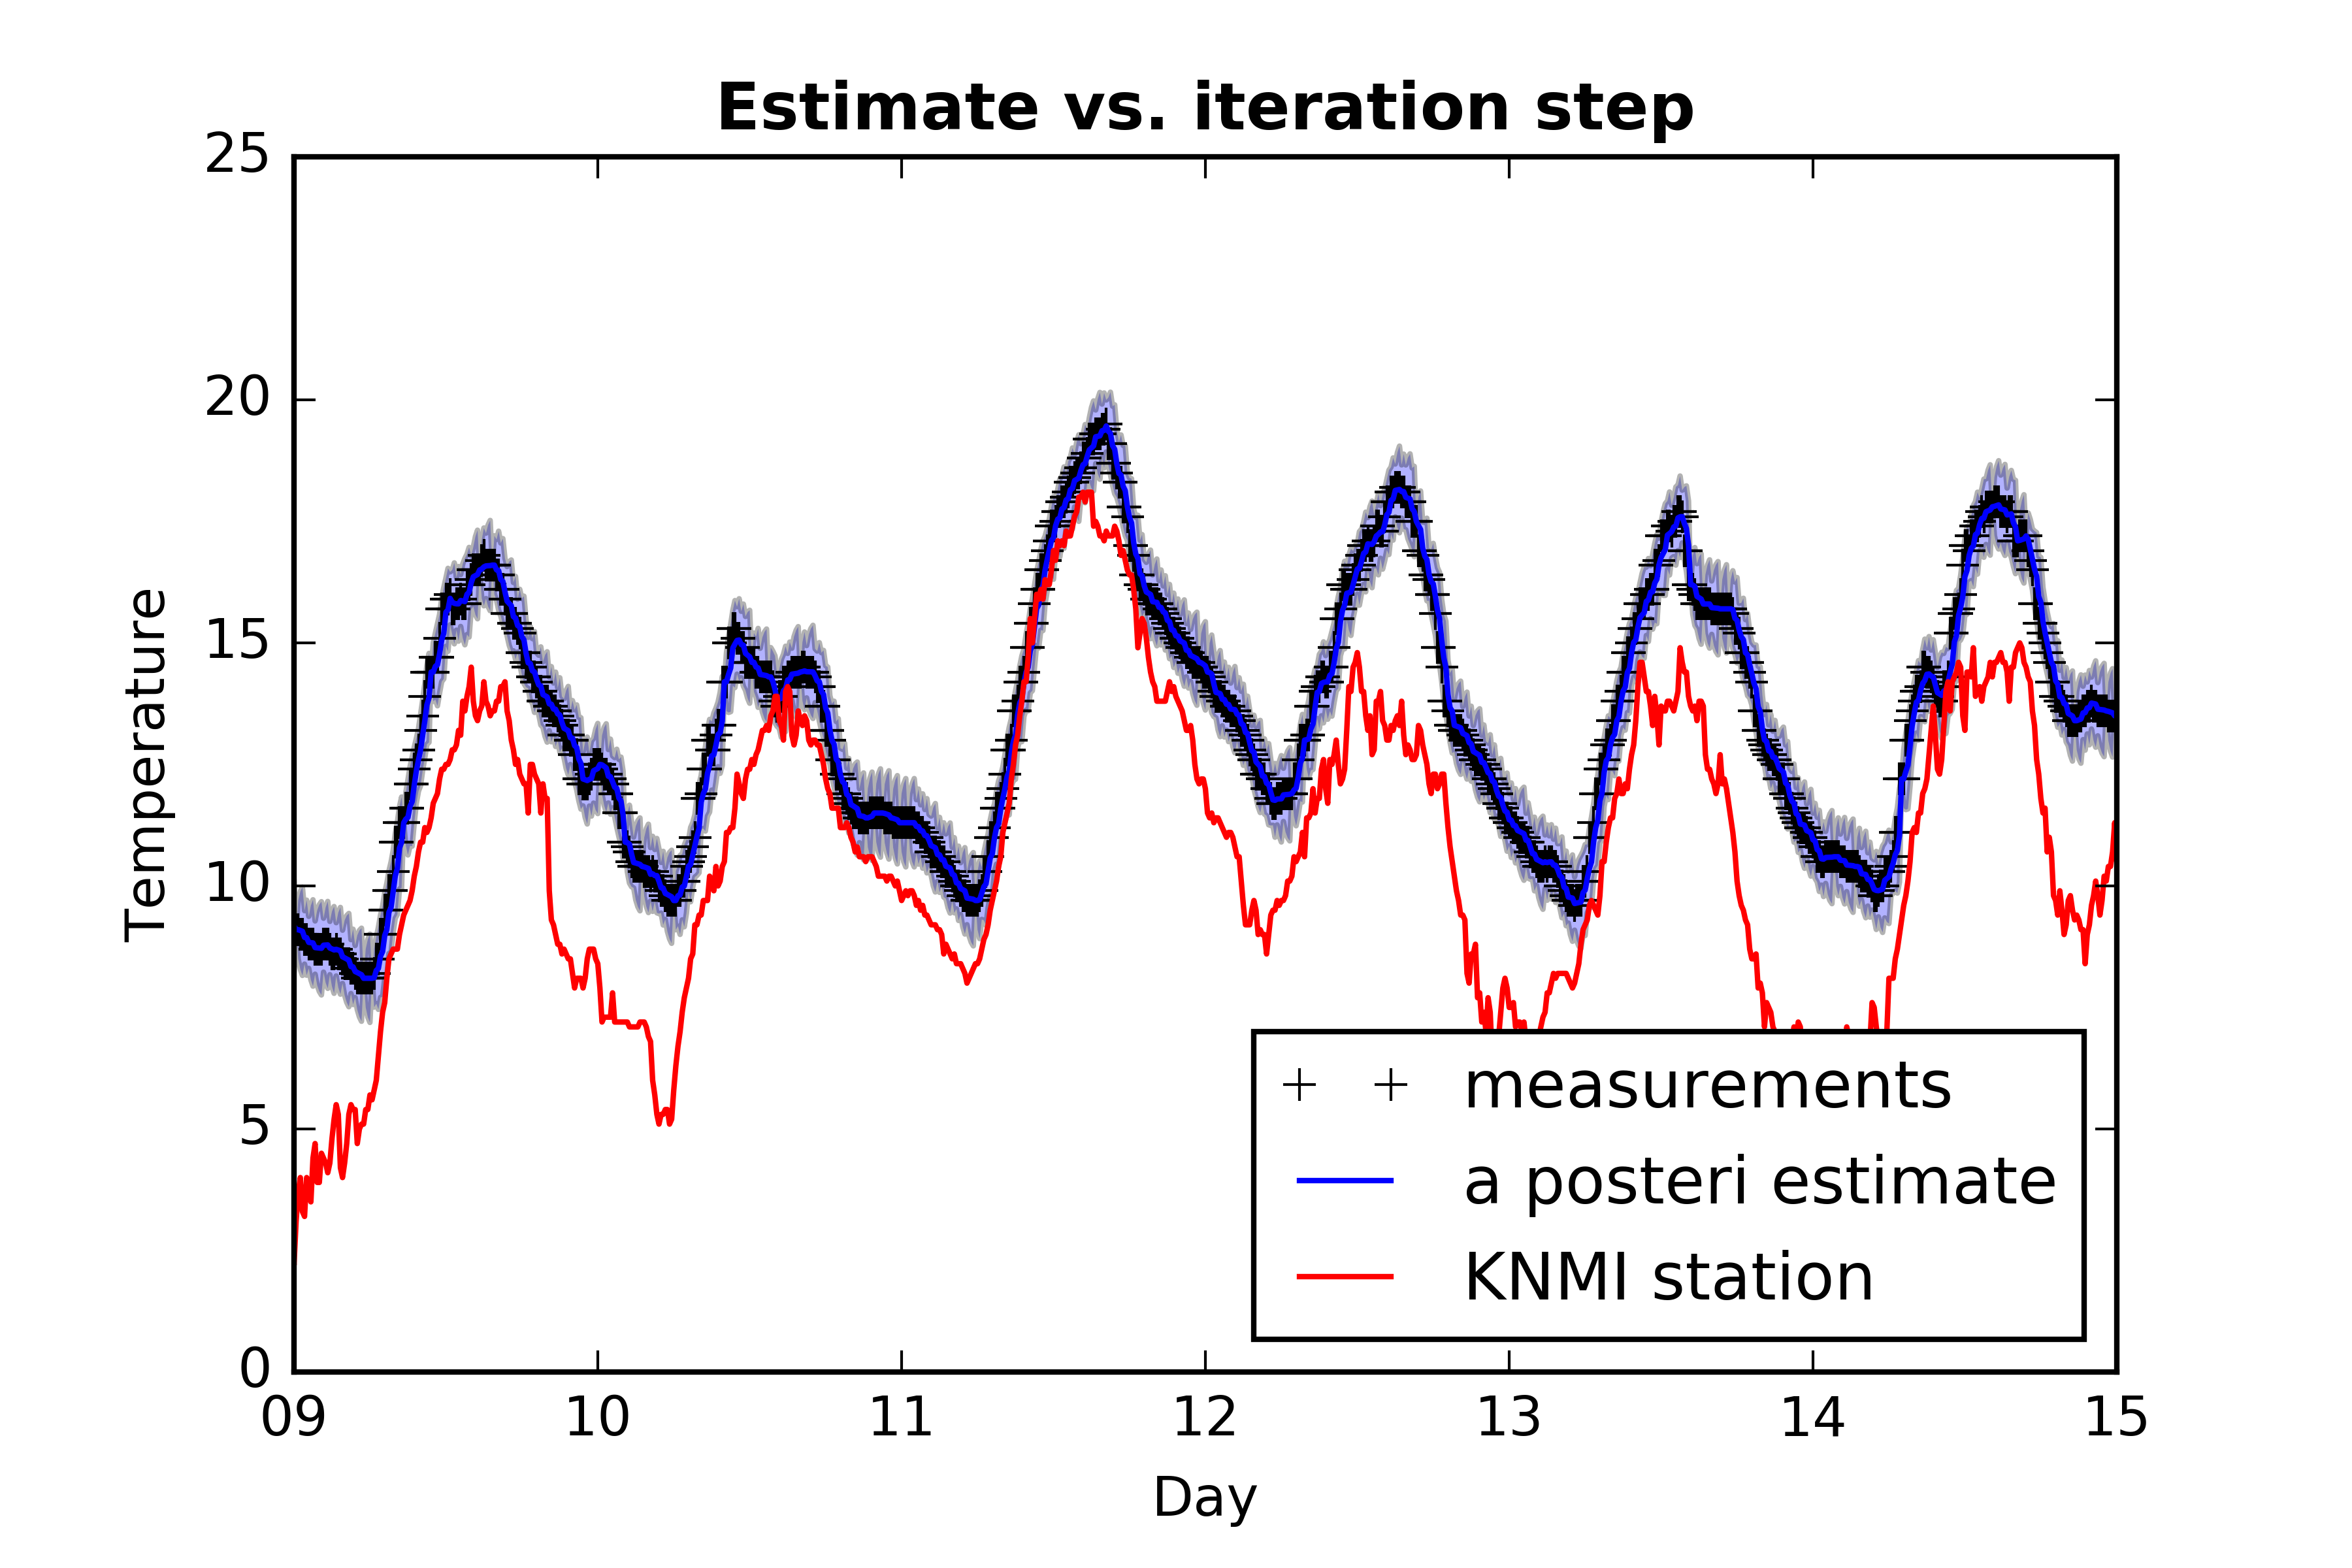 Estimate vs. iteration step
25
20
15
10
5
0
Temperature
measurements
a posteri estimate
KNMI station
09 10 11 12 13 14 15
Day